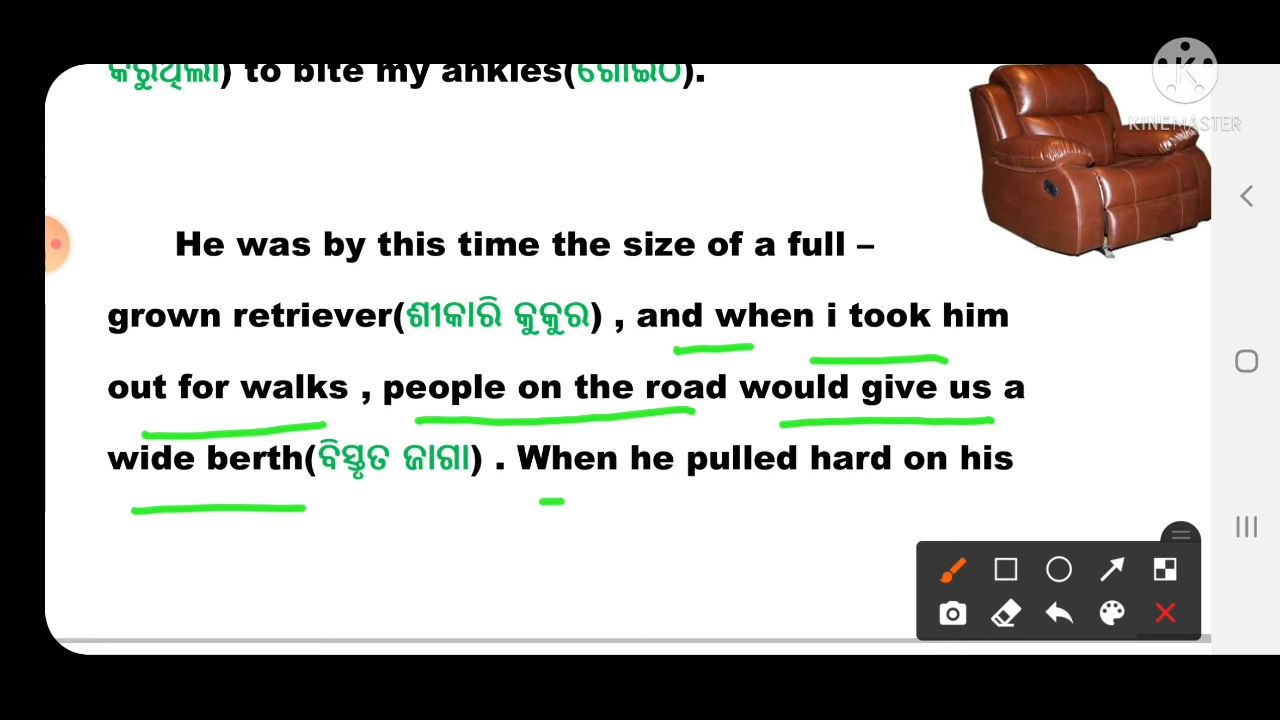 କରୁଥିଲା) to bite my ankles(ଗୋଇଠି).
KINEMASTER
He was by this time the size of a full –
grown retriever(ଶୀକାରି କୁକୁର) , and when i took him
out for walks , people on the road would give us a
wide berth(ବିସ୍ତୃତ ଜାଗା) . When he pulled hard on his